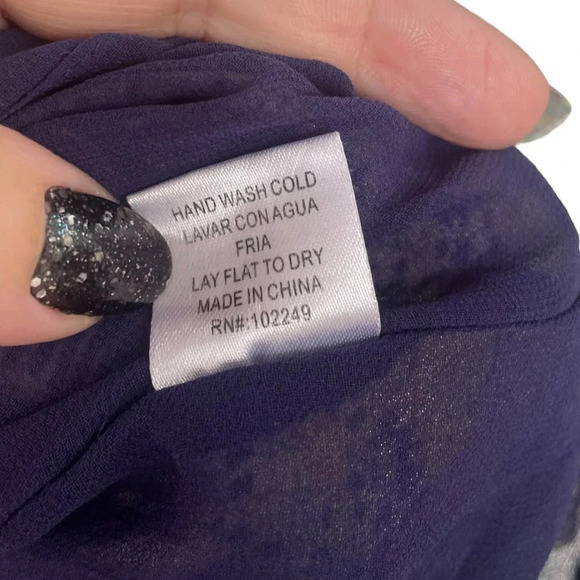 HAND WASH COLD
LAVAR CON AGUA
FRIA
LAY FLAT TO DRY
MADE IN CHINA
RN#:102249